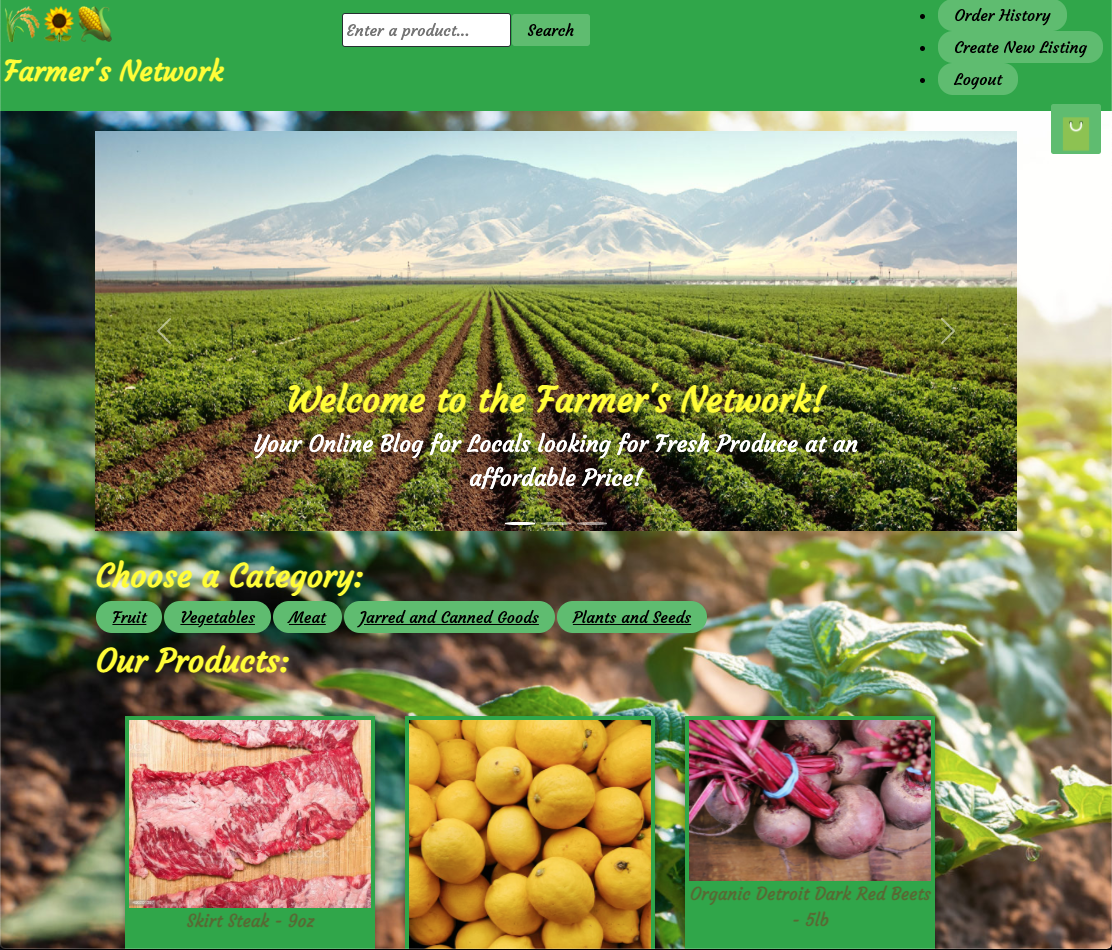 Enter a product...
Search
Order History
Create New Listing
Logout
Farmer's Network
Welcome to the Farmer's Network!
Your Online Blog for Locals looking for Fresh Produce at an
affordable Price!
Choose a Category:
Fruit
Vegetables
Meat
Jarred and Canned Goods
Plants and Seeds
Our Products:
Skirt Steak - 9oz
Organic Detroit Dark Red Beets
- 5lb